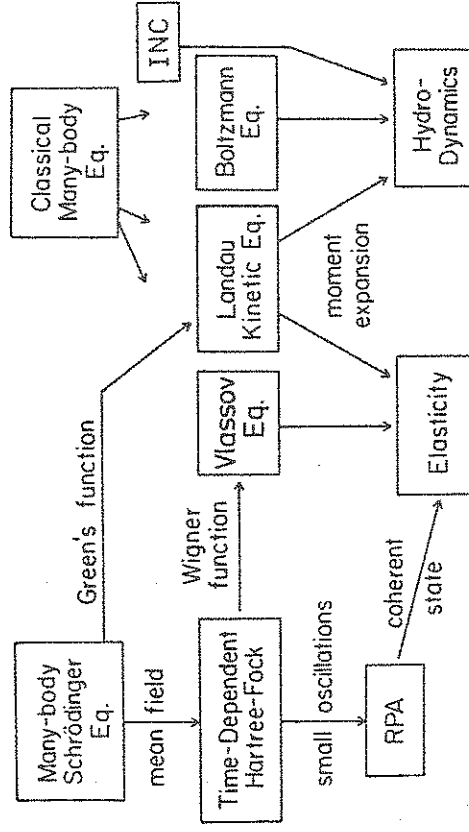 Many-body
Schrödinger
Eq.
Green's function
Classical
Many-body
Eq.
mean field
INC
Time-Dependent
Hartree-Fock
Wigner
function
Vlassov
Eq.
Landau
Kinetic Eq.
Boltzmann
Eq.
small oscillations
moment
expansion
RPA
coherent
state
Elasticity
Hydro-
Dynamics